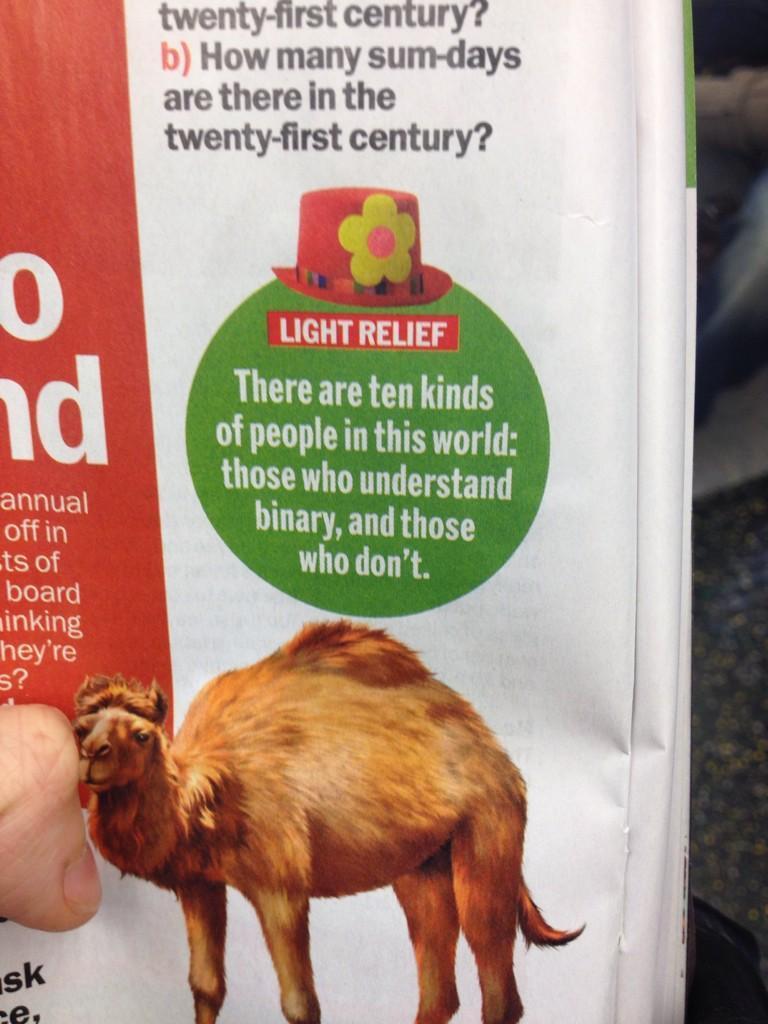 twenty-first century?
b) How many sum-days
are there in the
twenty-first century?
LIGHT RELIEF
There are ten kinds
of people in this world:
those who understand
binary, and those
who don't.
o
nd
annual
off in
sts of
board
inking
hey're
s?
sk
ce,